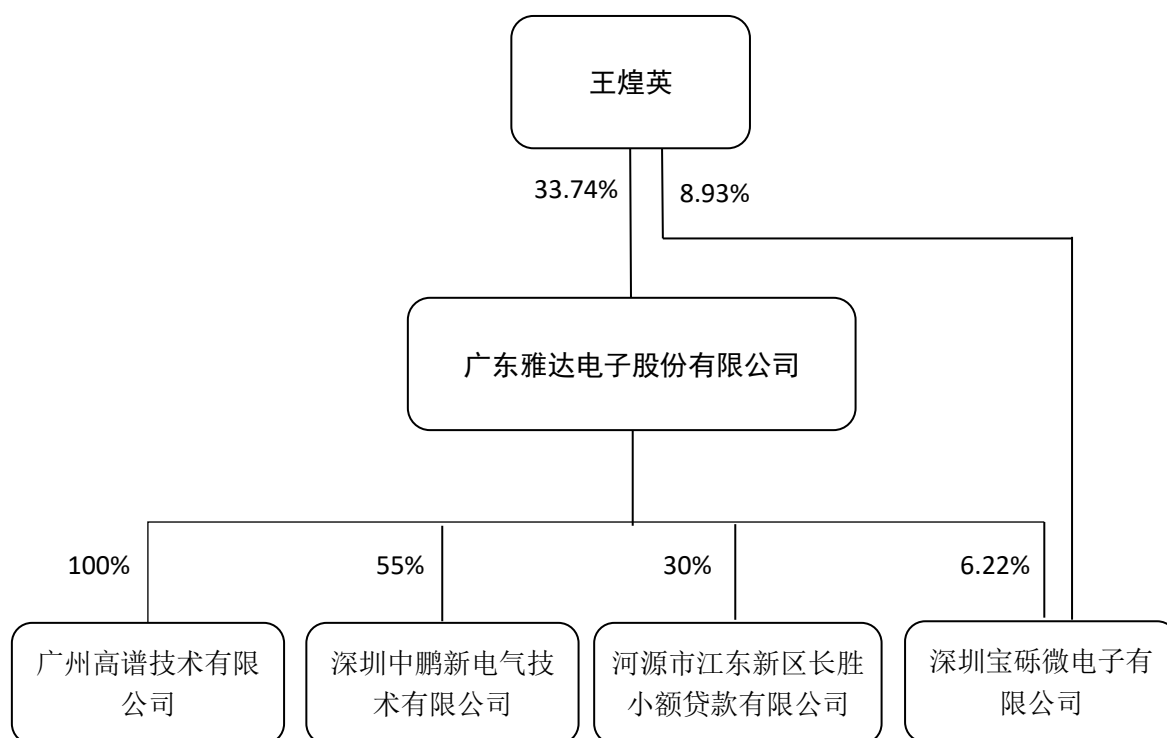 王煌英
33.74%
8.93%
广东雅达电子股份有限公司
100%
55%
30%
6.22%
广州高谱技术有限
公司
深圳中鹏新电气技
术有限公司
河源市江东新区长胜
小额贷款有限公司
深圳宝砾微电子有
限公司